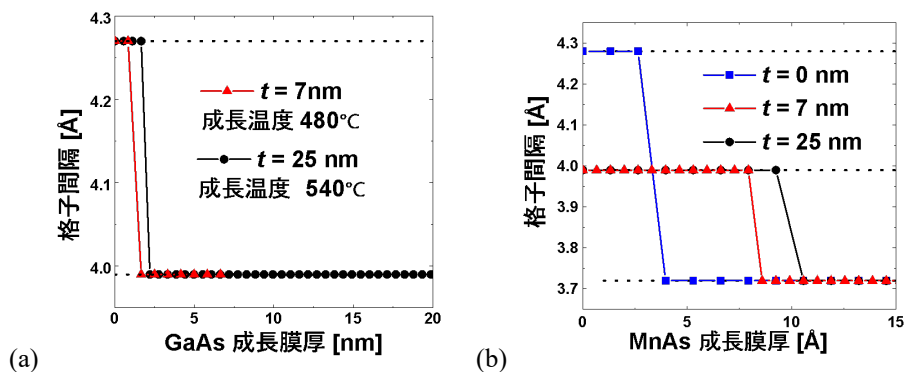 4.3
4.2
4.1
4.0
格子間隔 [Å]
t = 7nm
成長温度 480℃
t = 25 nm
成長温度 540℃
0 5 10 15 20
GaAs 成長膜厚 [nm]
(a)
4.3
4.2
4.1
4.0
3.9
3.8
3.7
格子間隔 [Å]
t = 0 nm
t = 7 nm
t = 25 nm
0 5 10 15
MnAs 成長膜厚 [Å]
(b)